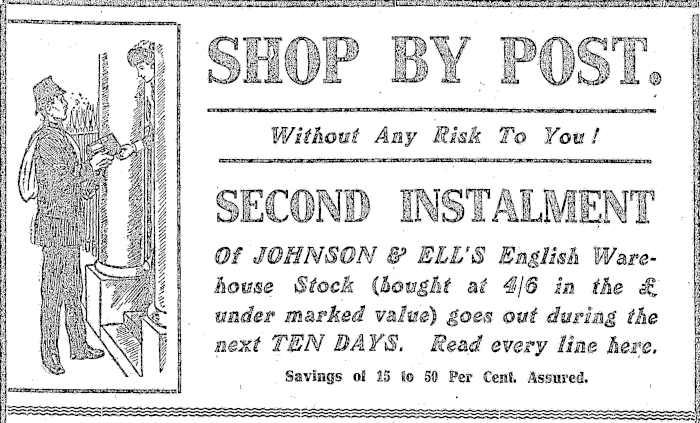 SHOP BY POST.
Without Any Risk To You!
SECOND INSTALMENT
Of JOHNSON & ELL'S English Ware-
house Stock (bought at 4/6 in the £
under marked value) goes out during the
next TEN DAYS. Read every line here.
Savings of 15 to 50 Per Cent. Assured.